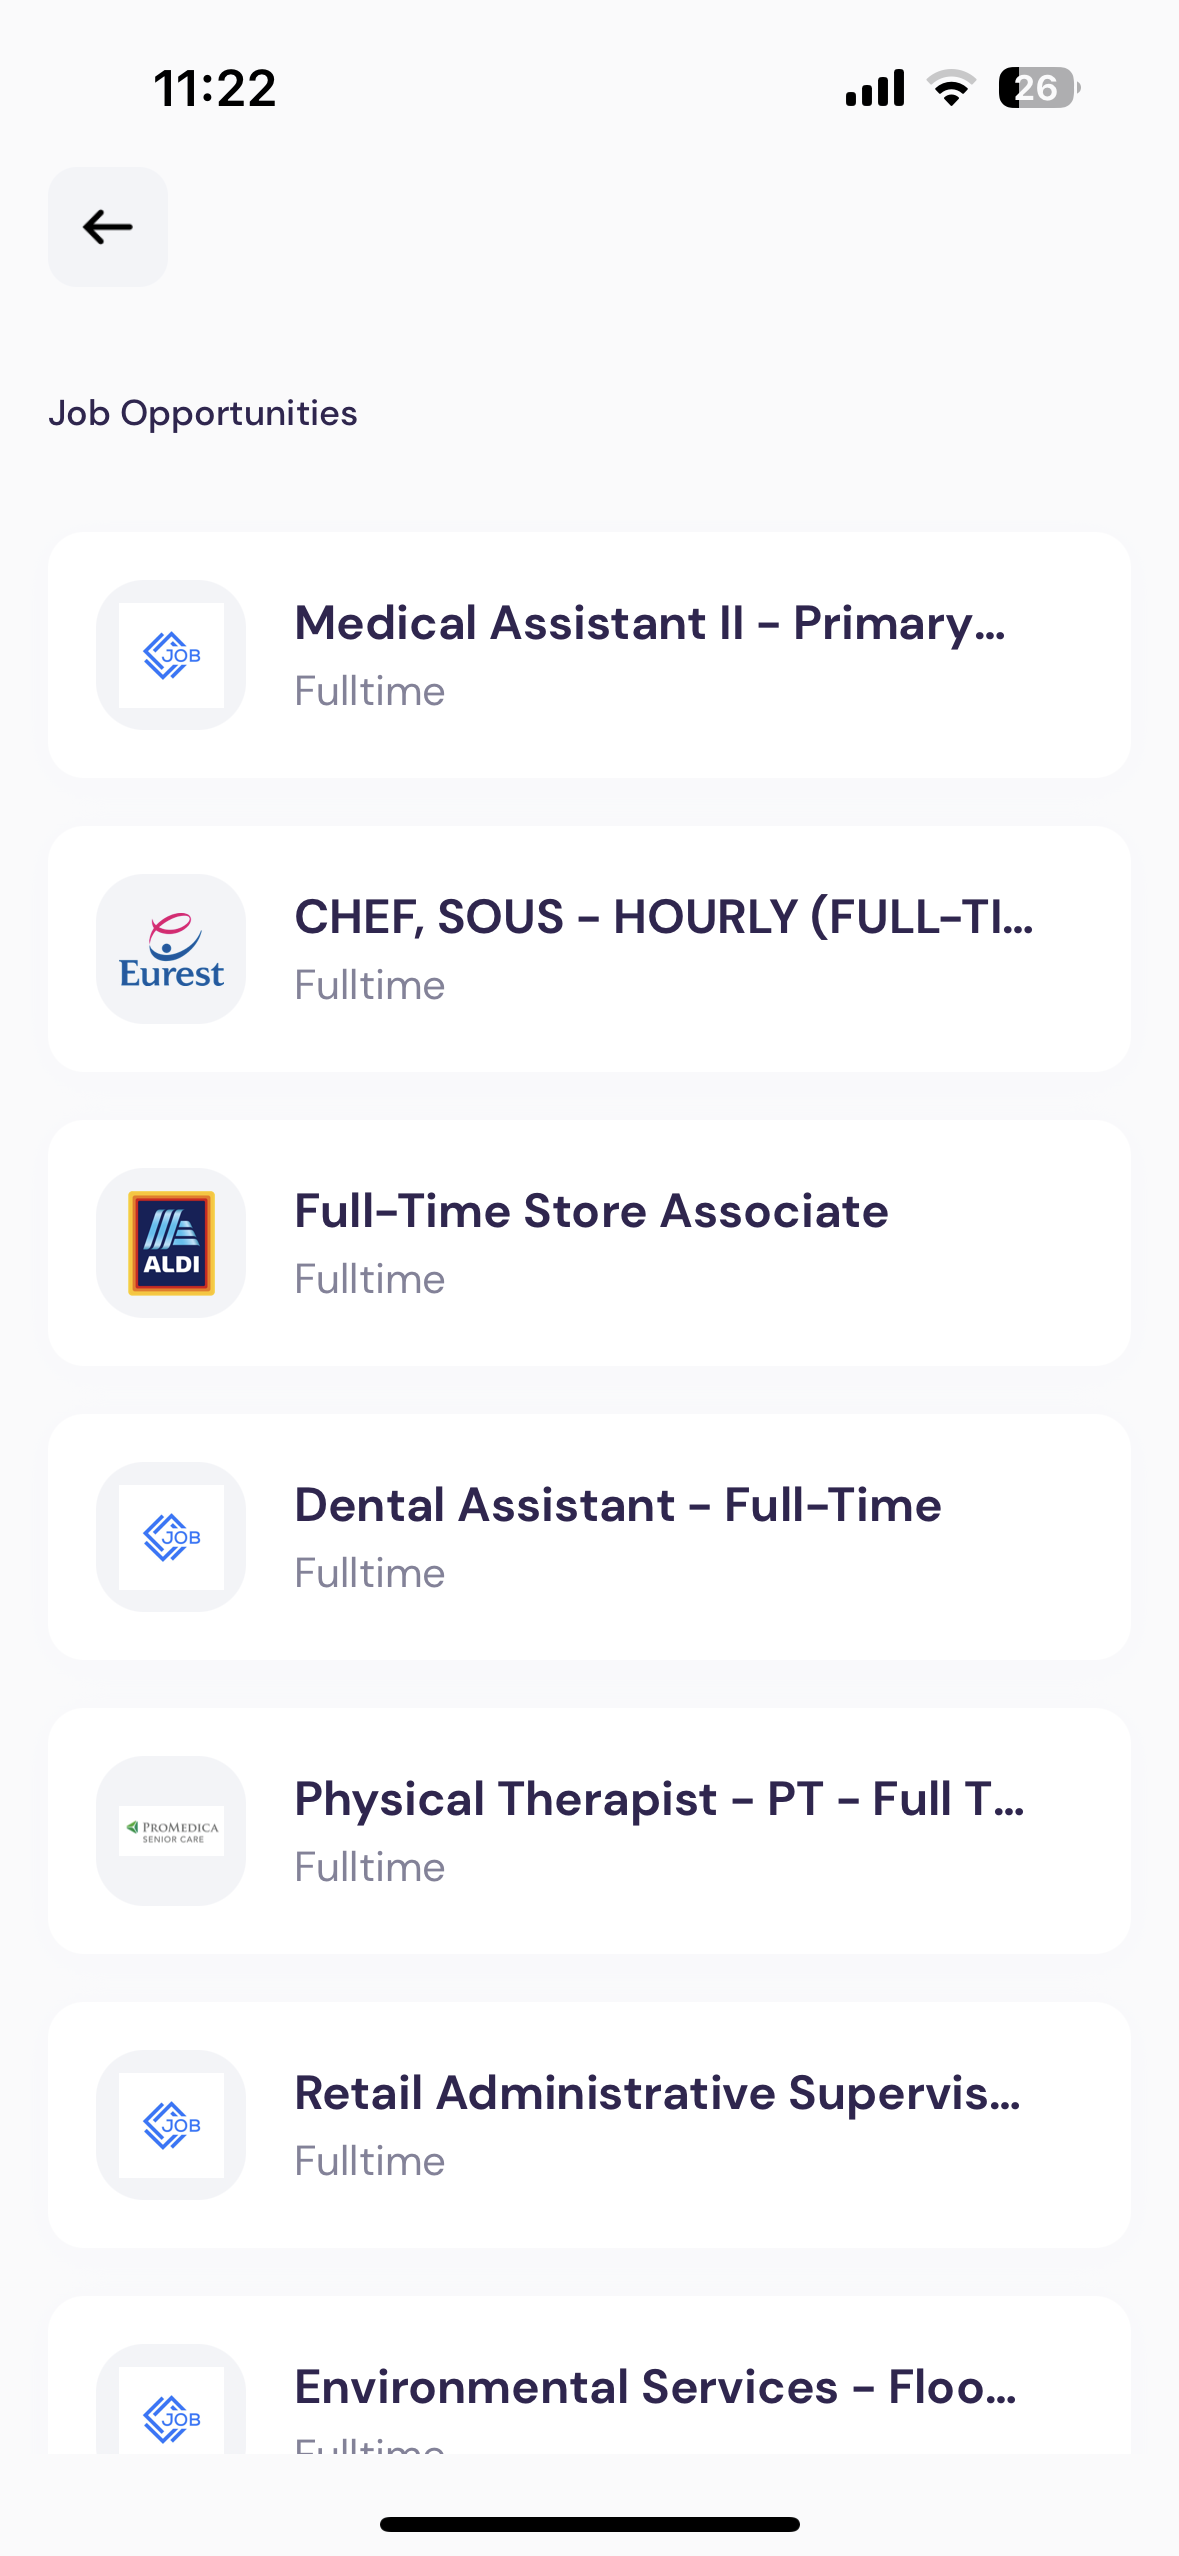 11:22
26
Job Opportunities
JOB
Medical Assistant II - Primary...
Fulltime
Eurest
CHEF, SOUS - HOURLY (FULL-TI...
Fulltime
ALDI
Full-Time Store Associate
Fulltime
JOB
Dental Assistant - Full-Time
Fulltime
PROMEDICA
SENIOR CARE
Physical Therapist - PT - Full T...
Fulltime
JOB
Retail Administrative Supervis...
Fulltime
JOB
Environmental Services - Floo...
Fulltime